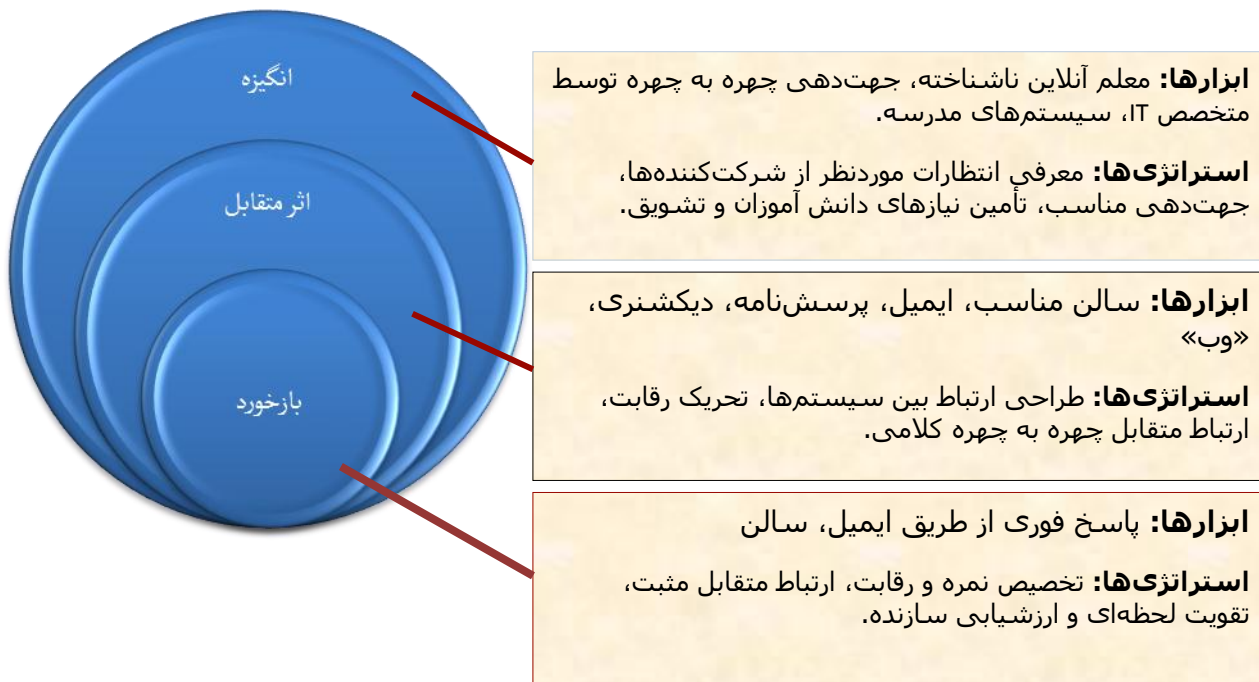 انگیزه
اثر متقابل
بازخورد
ابزارها: معلم آنلاین ناشناخته، جهت‌دهی چهره به چهره توسط
متخصص IT، سیستم‌های مدرسه.
استراتژی‌ها: معرفی انتظارات موردنظر از شرکت‌کننده‌ها،
جهت‌دهی مناسب، تأمین نیازهای دانش آموزان و تشویق.
ابزارها: سالن مناسب، ایمیل، پرسش‌نامه، دیکشنری،
«وب»
استراتژی‌ها: طراحی ارتباط بین سیستم‌ها، تحریک رقابت،
ارتباط متقابل چهره به چهره کلامی.
ابزارها: پاسخ فوری از طریق ایمیل، سالن
استراتژی‌ها: تخصیص نمره و رقابت، ارتباط متقابل مثبت،
تقویت لحظه‌ای و ارزشیابی سازنده.